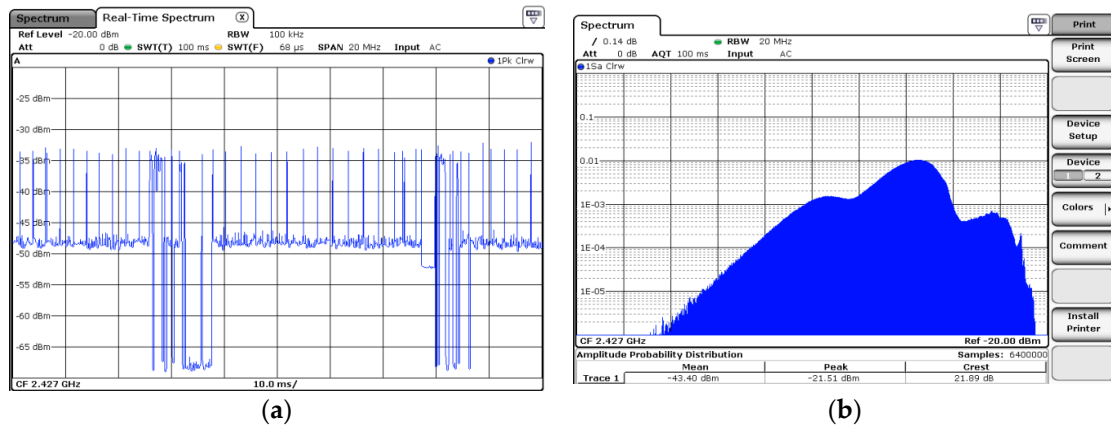 Spectrum Real-Time Spectrum X
Ref Level -20.00 dBm RBW 100 kHz
Att 0 dB SWT(T) 100 ms SWT(F) 68 µs SPAN 20 MHz Input AC
A 1Pk Clrw
-25 dBm
-30 dBm
-35 dBm
-40 dBm
-45 dBm
-50 dBm
-55 dBm
-60 dBm
-65 dBm
CF 2.427 GHz 10.0 ms/
(a)
Spectrum
/ 0.14 dB RBW 20 MHz
Att 0 dB AQT 100 ms Input AC
1Sa Clrw
0.1
0.01
1E-03
1E-04
1E-05
CF 2.427 GHz Ref -20.00 dBm
Amplitude Probability Distribution Samples: 6400000
Mean Peak Crest
Trace 1 -43.40 dBm -21.51 dBm 21.89 dB
Print
Print
Screen
Device
Setup
Device
1 2
Colors
Comment
Install
Printer
(b)